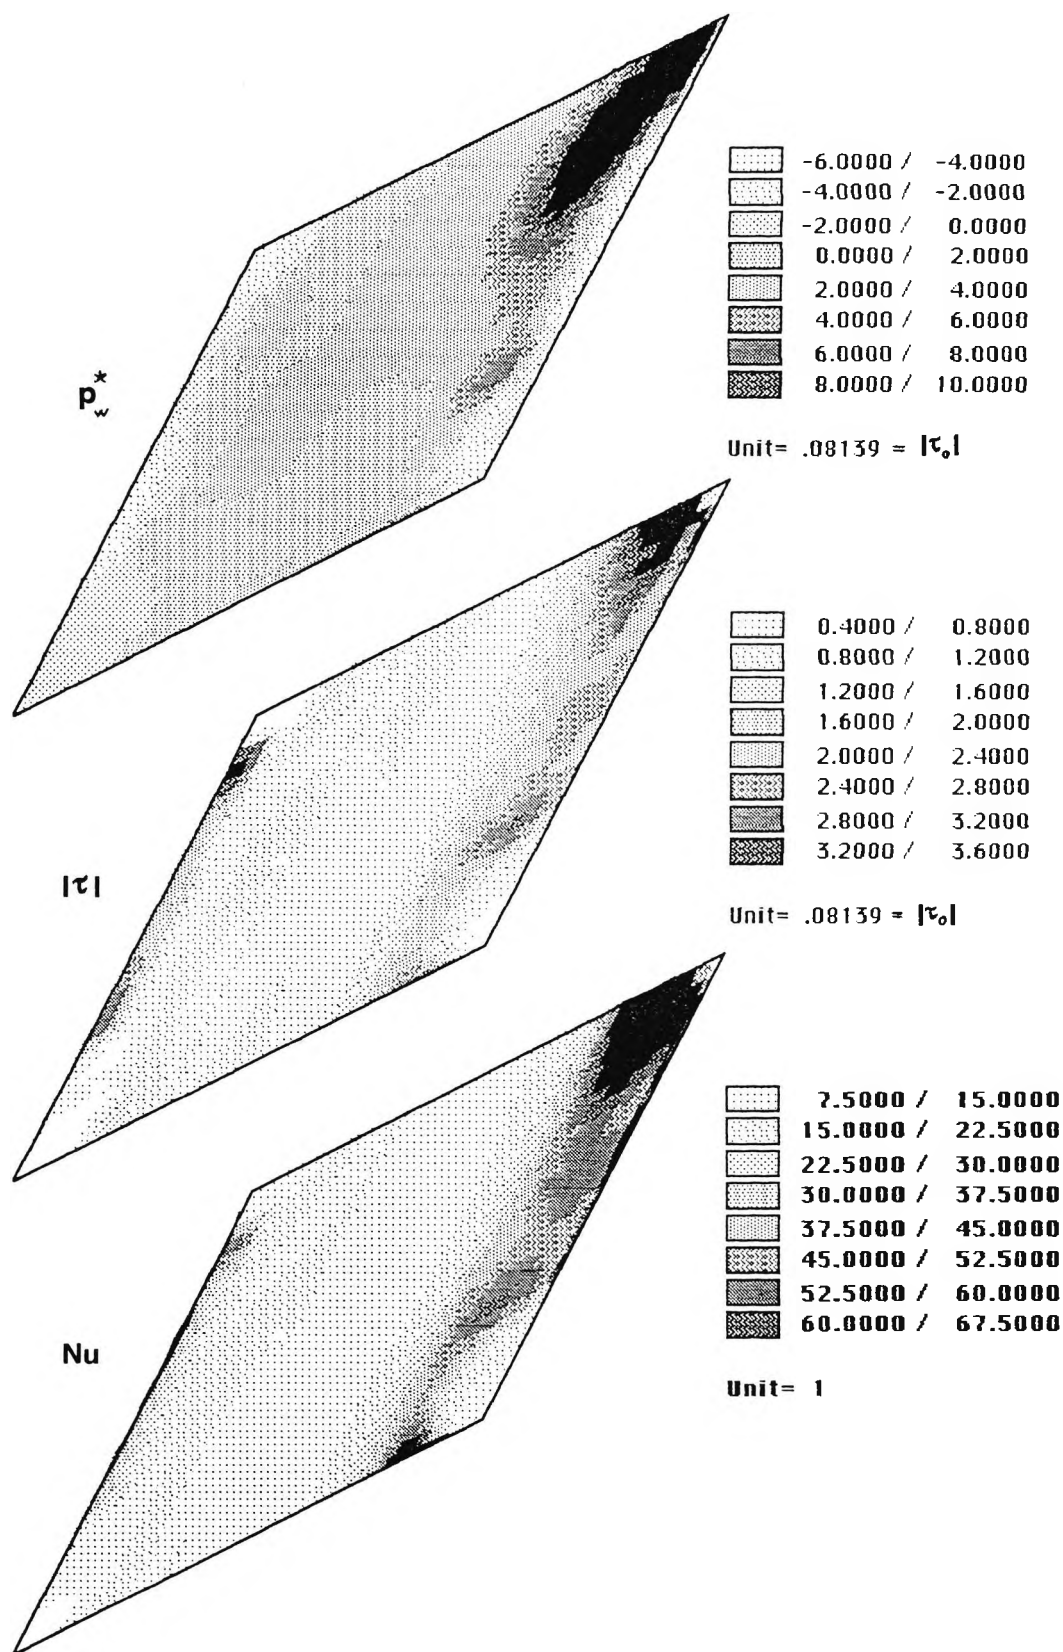 -6.0000 / -4.0000
-4.0000 / -2.0000
-2.0000 / 0.0000
0.0000 / 2.0000
2.0000 / 4.0000
4.0000 / 6.0000
6.0000 / 8.0000
8.0000 / 10.0000
p*w
Unit= .08139 = |τₒ|
0.4000 / 0.8000
0.8000 / 1.2000
1.2000 / 1.6000
1.6000 / 2.0000
2.0000 / 2.4000
2.4000 / 2.8000
2.8000 / 3.2000
3.2000 / 3.6000
|τ|
Unit= .08139 = |τₒ|
7.5000 / 15.0000
15.0000 / 22.5000
22.5000 / 30.0000
30.0000 / 37.5000
37.5000 / 45.0000
45.0000 / 52.5000
52.5000 / 60.0000
60.0000 / 67.5000
Nu
Unit= 1